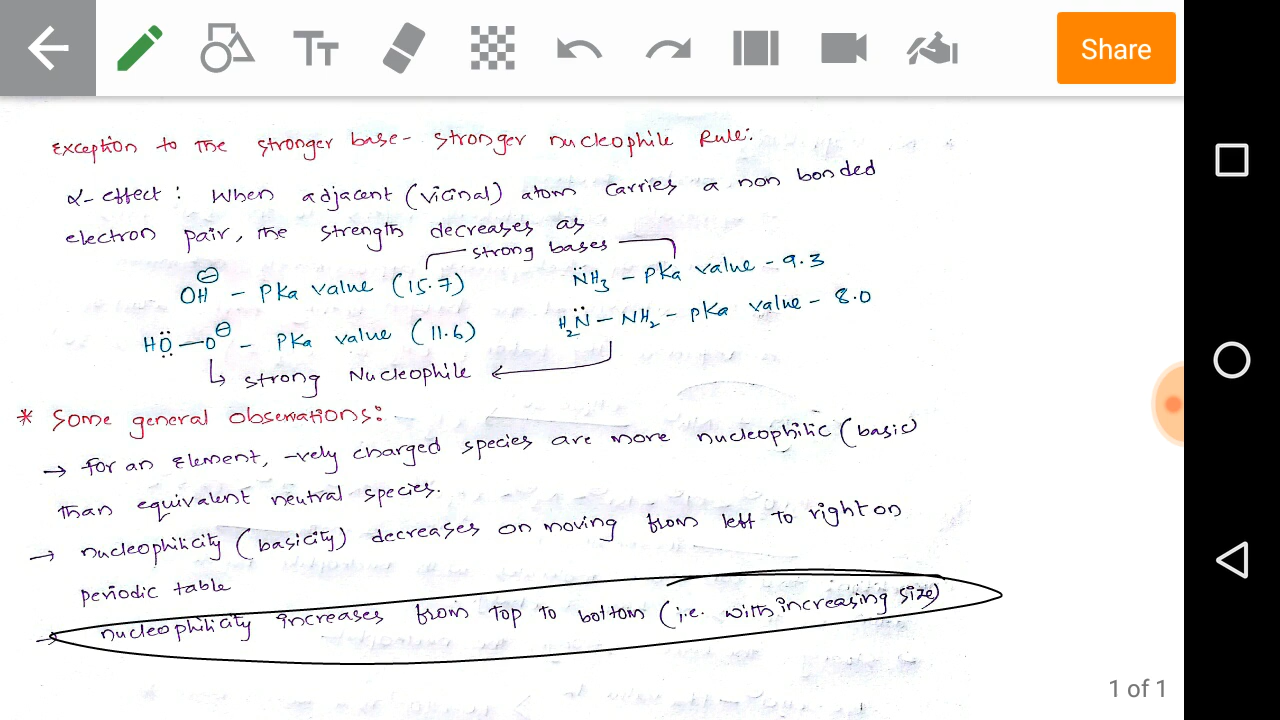 Share
Exception to the stronger base- stronger nucleophile Rule:
α-effect: When adjacent (vicinal) atom carries a non bonded
electron pair, the strength decreases as
strong bases
ÖH⊖ - PKa value (15.7)
N̈H₃ - PKa value - 9.3
HÖ̤-O⊖ - PKa value (11.6)
H₂N̈-NH₂ - PKa value - 8.0
↳ strong Nucleophile ←
* Some general observations:
→ for an Element, -vely charged species are more nucleophilic (basic)
than equivalent neutral species.
→ nucleophilicity (basicity) decreases on moving from left to right on
periodic table
→ nucleophilicity increases from top to bottom (i.e. with increasing size)
1 of 1